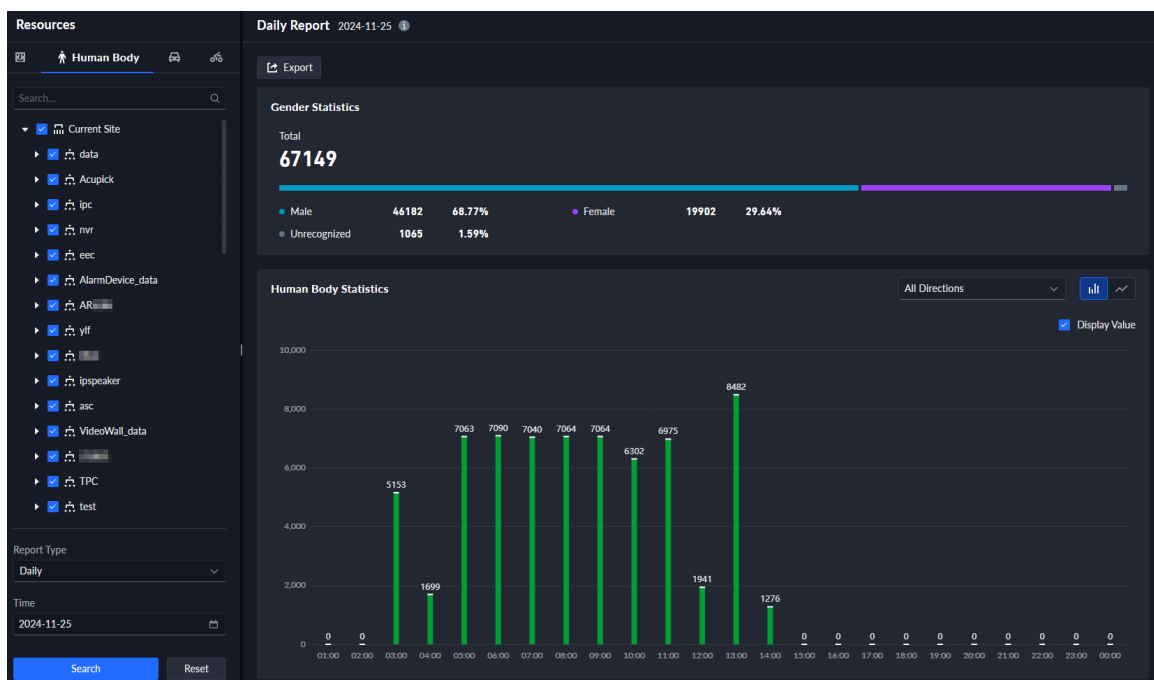 Resources
Human Body
Search...
Current Site
data
Acupick
ipc
nvr
eec
AlarmDevice_data
AR
ylf
ipspeaker
asc
VideoWall_data
TPC
test
Report Type
Daily
Time
2024-11-25
Search Reset
Daily Report 2024-11-25
Export
Gender Statistics
Total
67149
Male 46182 68.77% Female 19902 29.64%
Unrecognized 1065 1.59%
Human Body Statistics All Directions
Display Value
10,000
8482
8,000
7063 7090 7040 7064 7064 6975
6302
6,000
5153
4,000
1941
2,000 1699
1276
0 0 0 0 0 0 0 0 0 0 0 0 0
01:00 02:00 03:00 04:00 05:00 06:00 07:00 08:00 09:00 10:00 11:00 12:00 13:00 14:00 15:00 16:00 17:00 18:00 19:00 20:00 21:00 22:00 23:00 00:00